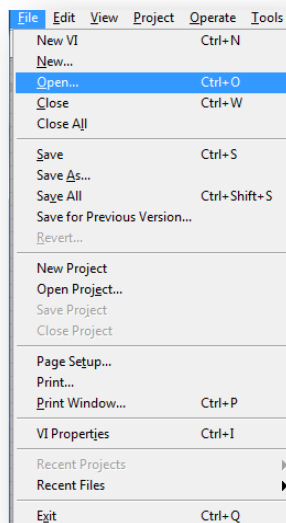 File Edit View Project Operate Tools
New VI Ctrl+N
New...
Open... Ctrl+O
Close Ctrl+W
Close All
Save Ctrl+S
Save As...
Save All Ctrl+Shift+S
Save for Previous Version...
Revert...
New Project
Open Project...
Save Project
Close Project
Page Setup...
Print...
Print Window... Ctrl+P
VI Properties Ctrl+I
Recent Projects
Recent Files
Exit Ctrl+Q